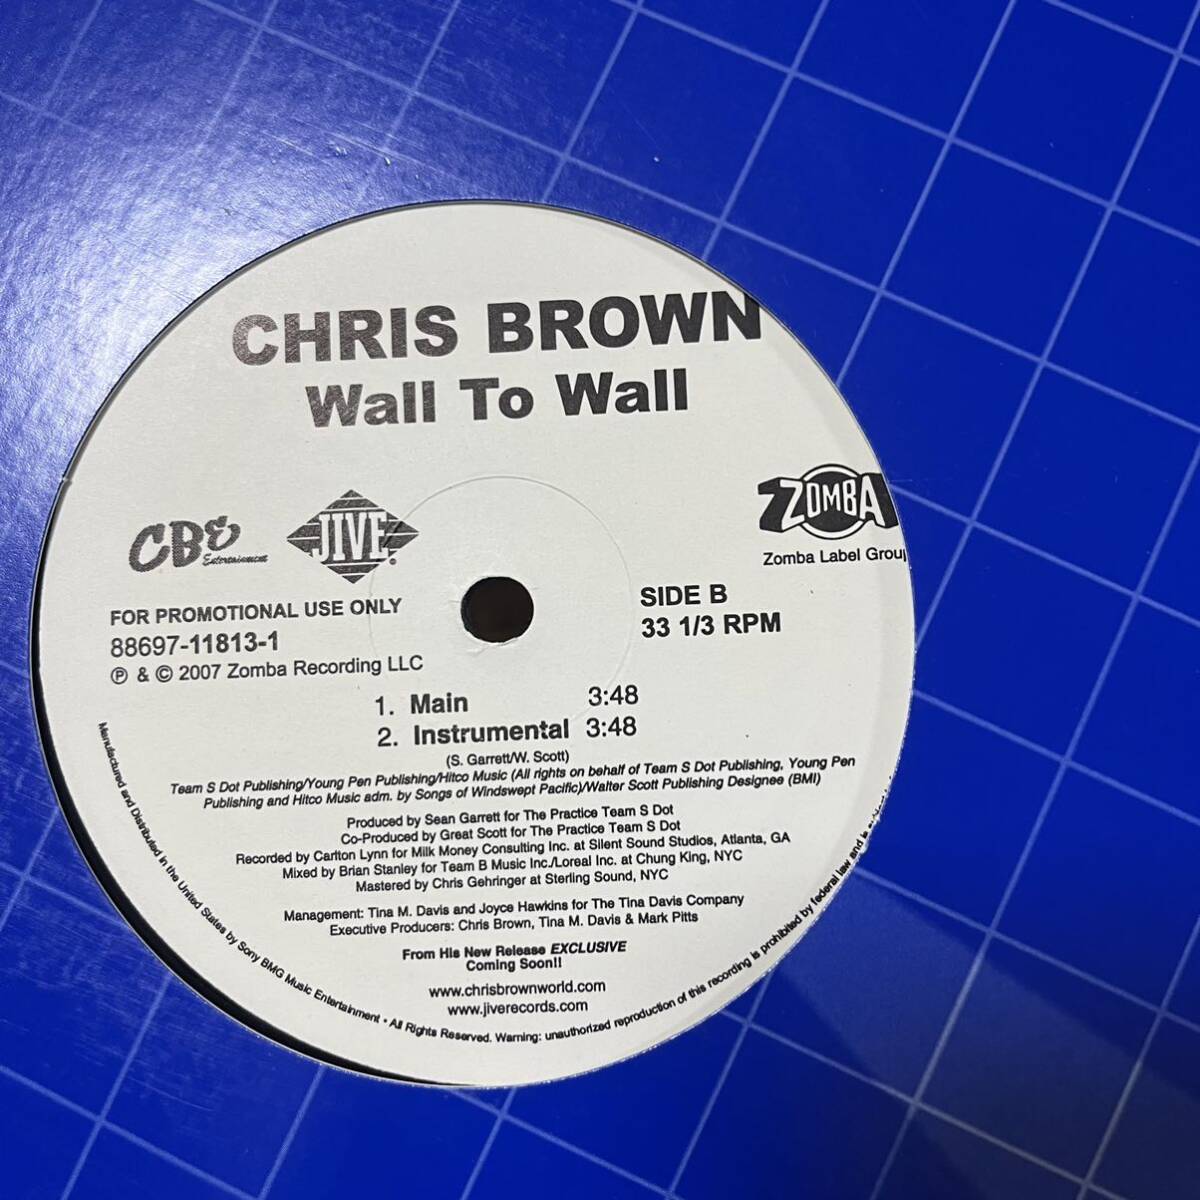 CHRIS BROWN
Wall To Wall
CBE
Entertainment
JIVE®
ZOMBA
Zomba Label Group
FOR PROMOTIONAL USE ONLY
88697-11813-1
℗ & © 2007 Zomba Recording LLC
SIDE B
33 1/3 RPM
1. Main 3:48
2. Instrumental 3:48
(S. Garrett/W. Scott)
Team S Dot Publishing/Young Pen Publishing/Hitco Music (All rights on behalf of Team S Dot Publishing, Young Pen
Publishing and Hitco Music adm. by Songs of Windswept Pacific)/Walter Scott Publishing Designee (BMI)
Produced by Sean Garrett for The Practice Team S Dot
Co-Produced by Great Scott for The Practice Team S Dot
Recorded by Carlton Lynn for Milk Money Consulting Inc. at Silent Sound Studios, Atlanta, GA
Mixed by Brian Stanley for Team B Music Inc./Loreal Inc. at Chung King, NYC
Mastered by Chris Gehringer at Sterling Sound, NYC
Management: Tina M. Davis and Joyce Hawkins for The Tina Davis Company
Executive Producers: Chris Brown, Tina M. Davis & Mark Pitts
From His New Release EXCLUSIVE
Coming Soon!!
www.chrisbrownworld.com
www.jiverecords.com
Manufactured and Distributed in the United States by Sony BMG Music Entertainment • All Rights Reserved. Warning: unauthorized reproduction of this recording is prohibited by federal law and is